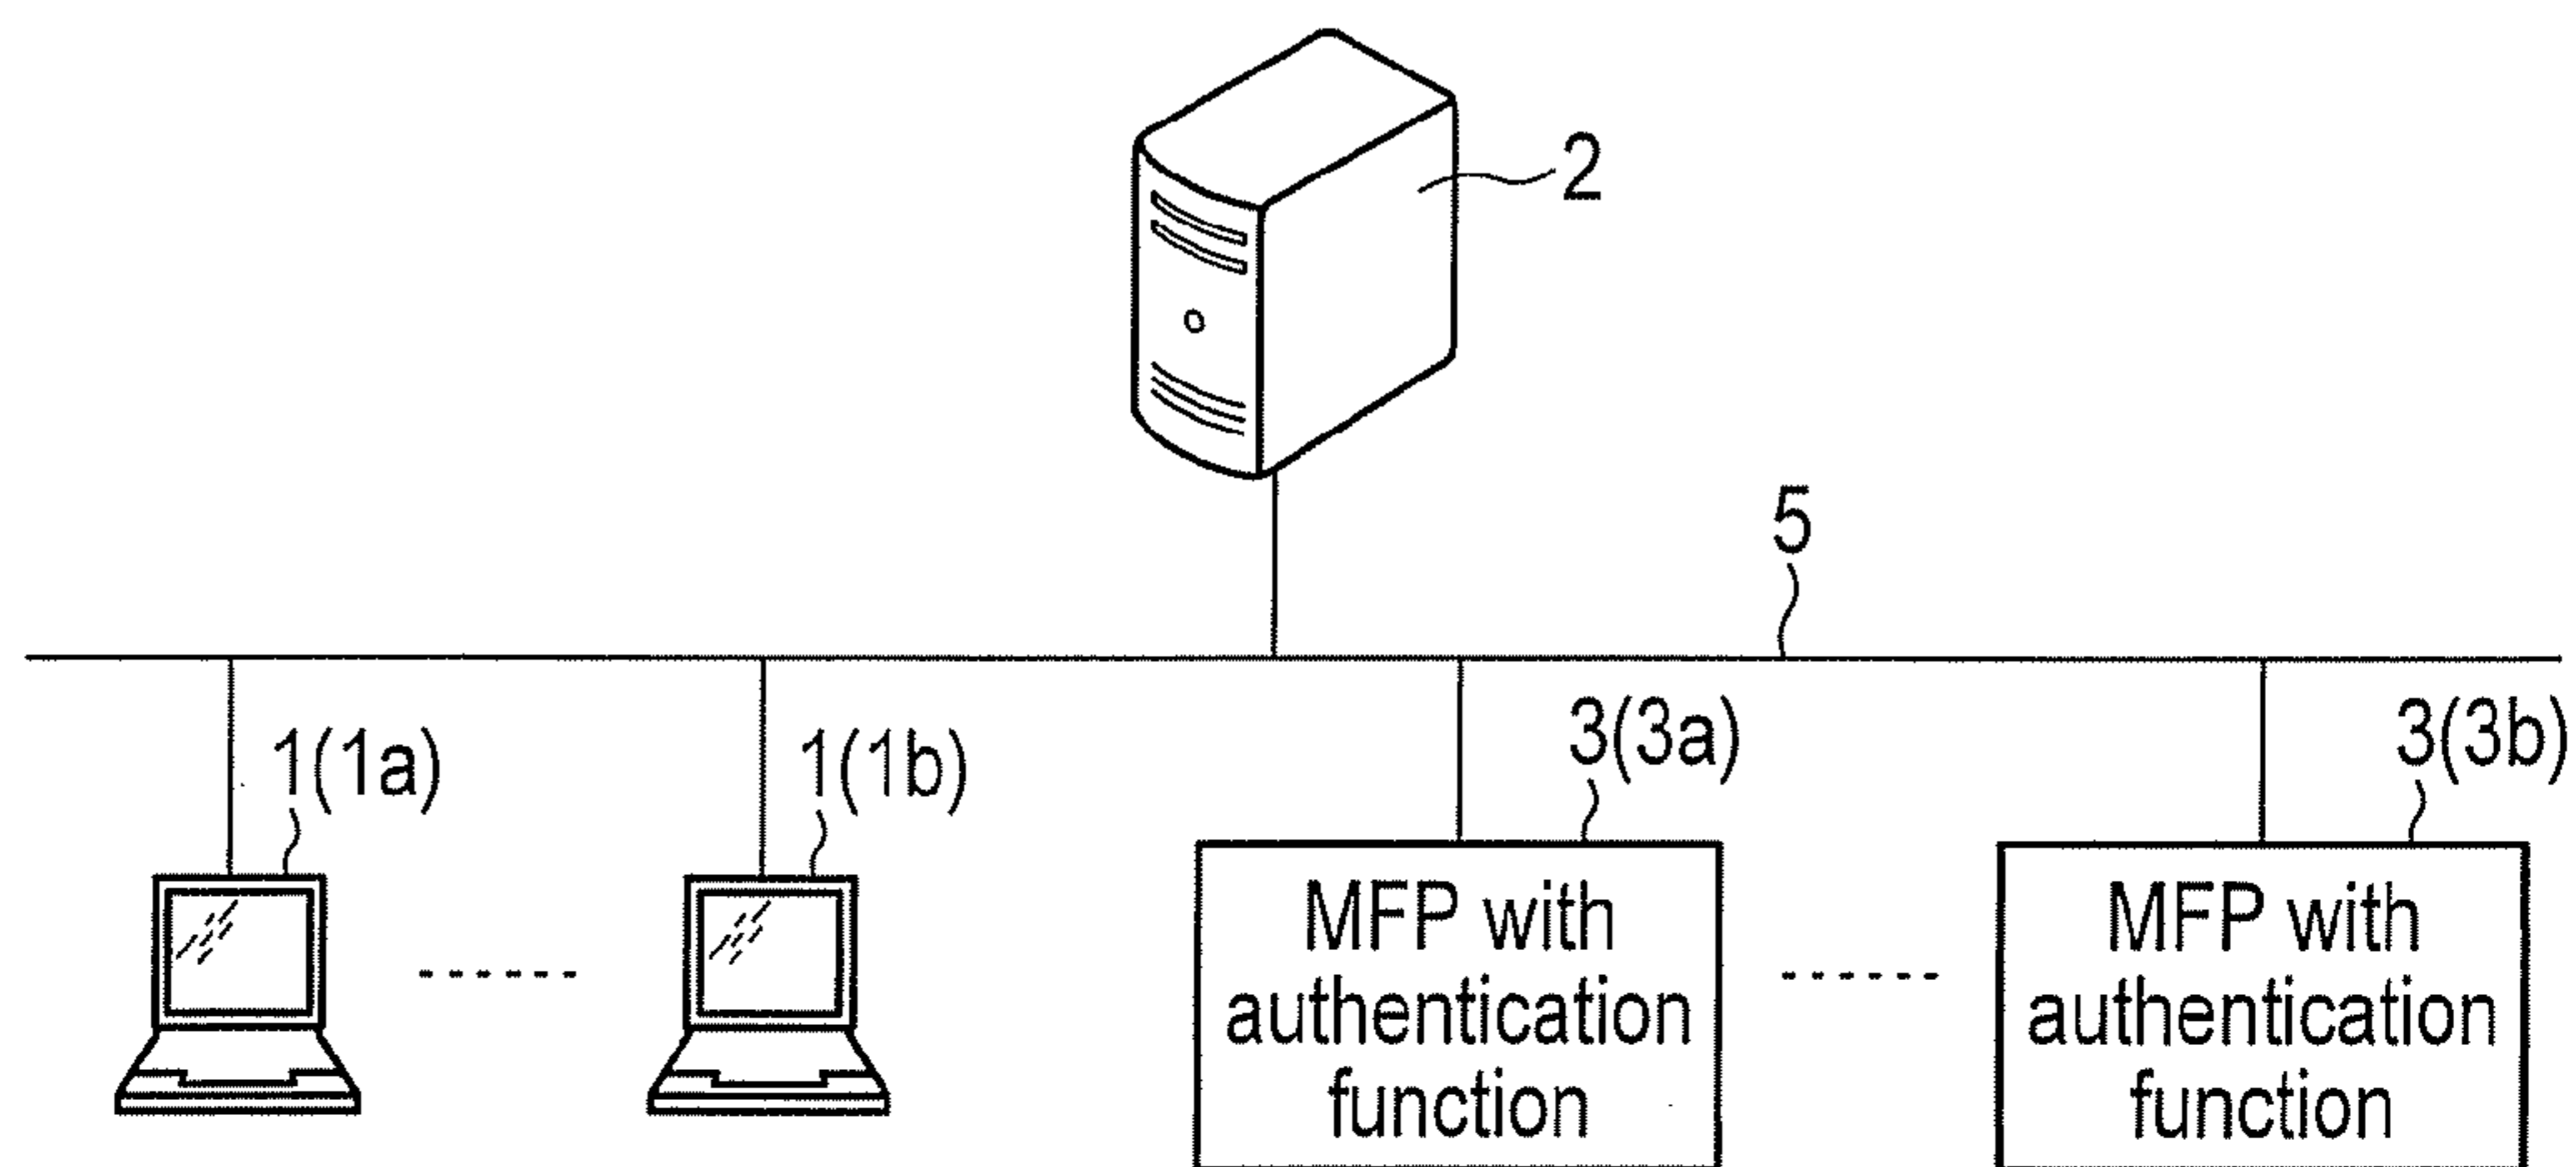 2
5
1(1a)
1(1b)
3(3a)
3(3b)
MFP with
authentication
function
MFP with
authentication
function